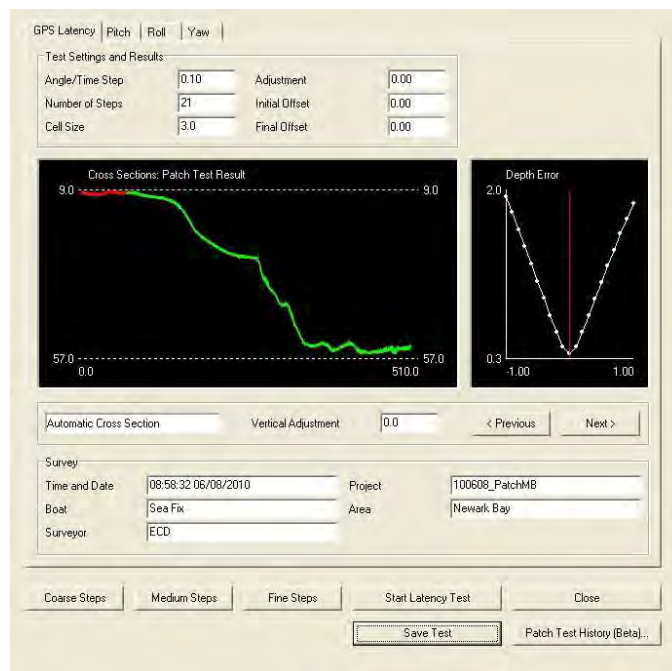 GPS Latency Pitch Roll Yaw
Test Settings and Results
Angle/Time Step 0.10 Adjustment 0.00
Number of Steps 21 Initial Offset 0.00
Cell Size 3.0 Final Offset 0.00
Cross Sections: Patch Test Result
9.0 9.0
57.0 57.0
0.0 510.0
Depth Error
2.0
0.3
-1.00 1.00
Automatic Cross Section Vertical Adjustment 0.0 < Previous Next >
Survey
Time and Date 08:58:32 06/08/2010 Project 100608_PatchMB
Boat Sea Fix Area Newark Bay
Surveyor ECD
Coarse Steps Medium Steps Fine Steps Start Latency Test Close
Save Test Patch Test History (Beta)...